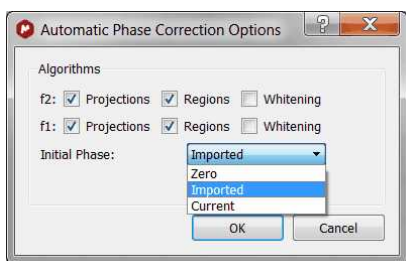 Automatic Phase Correction Options
Algorithms
f2: Projections Regions Whitening
f1: Projections Regions Whitening
Initial Phase: Imported
Zero
Imported
Current
OK Cancel